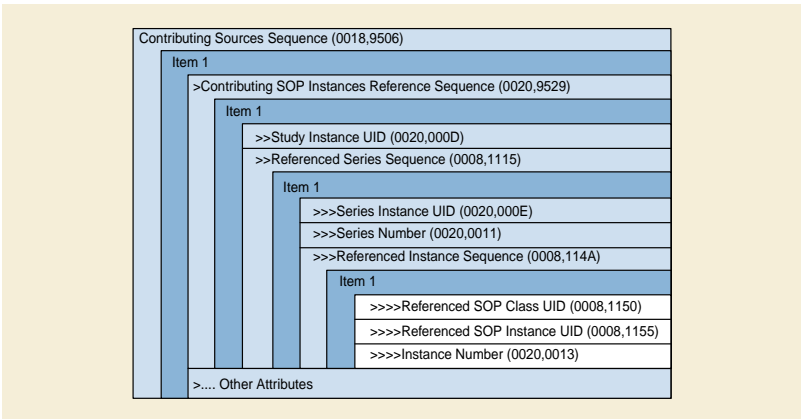 Contributing Sources Sequence (0018,9506)
Item 1
>Contributing SOP Instances Reference Sequence (0020,9529)
Item 1
>>Study Instance UID (0020,000D)
>>Referenced Series Sequence (0008,1115)
Item 1
>>>Series Instance UID (0020,000E)
>>>Series Number (0020,0011)
>>>Referenced Instance Sequence (0008,114A)
Item 1
>>>>Referenced SOP Class UID (0008,1150)
>>>>Referenced SOP Instance UID (0008,1155)
>>>>Instance Number (0020,0013)
>.... Other Attributes